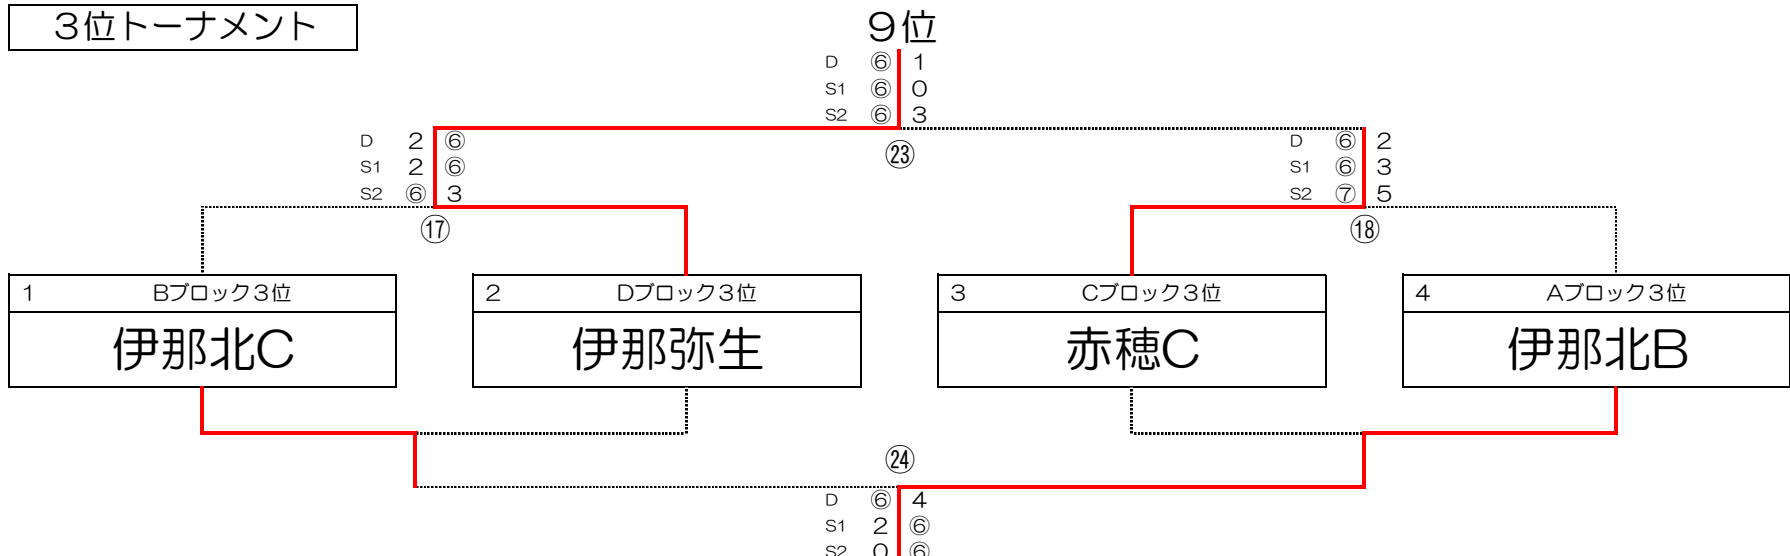 3位トーナメント
9位
D ⑥ 1
S1 ⑥ 0
S2 ⑥ 3
D 2 ⑥
S1 2 ⑥
S2 ⑥ 3
㉓
D ⑥ 2
S1 ⑥ 3
S2 ⑦ 5
⑰
⑱
1 Bブロック3位
伊那北C
2 Dブロック3位
伊那弥生
3 Cブロック3位
赤穂C
4 Aブロック3位
伊那北B
㉔
D ⑥ 4
S1 2 ⑥
S2 0 ⑥